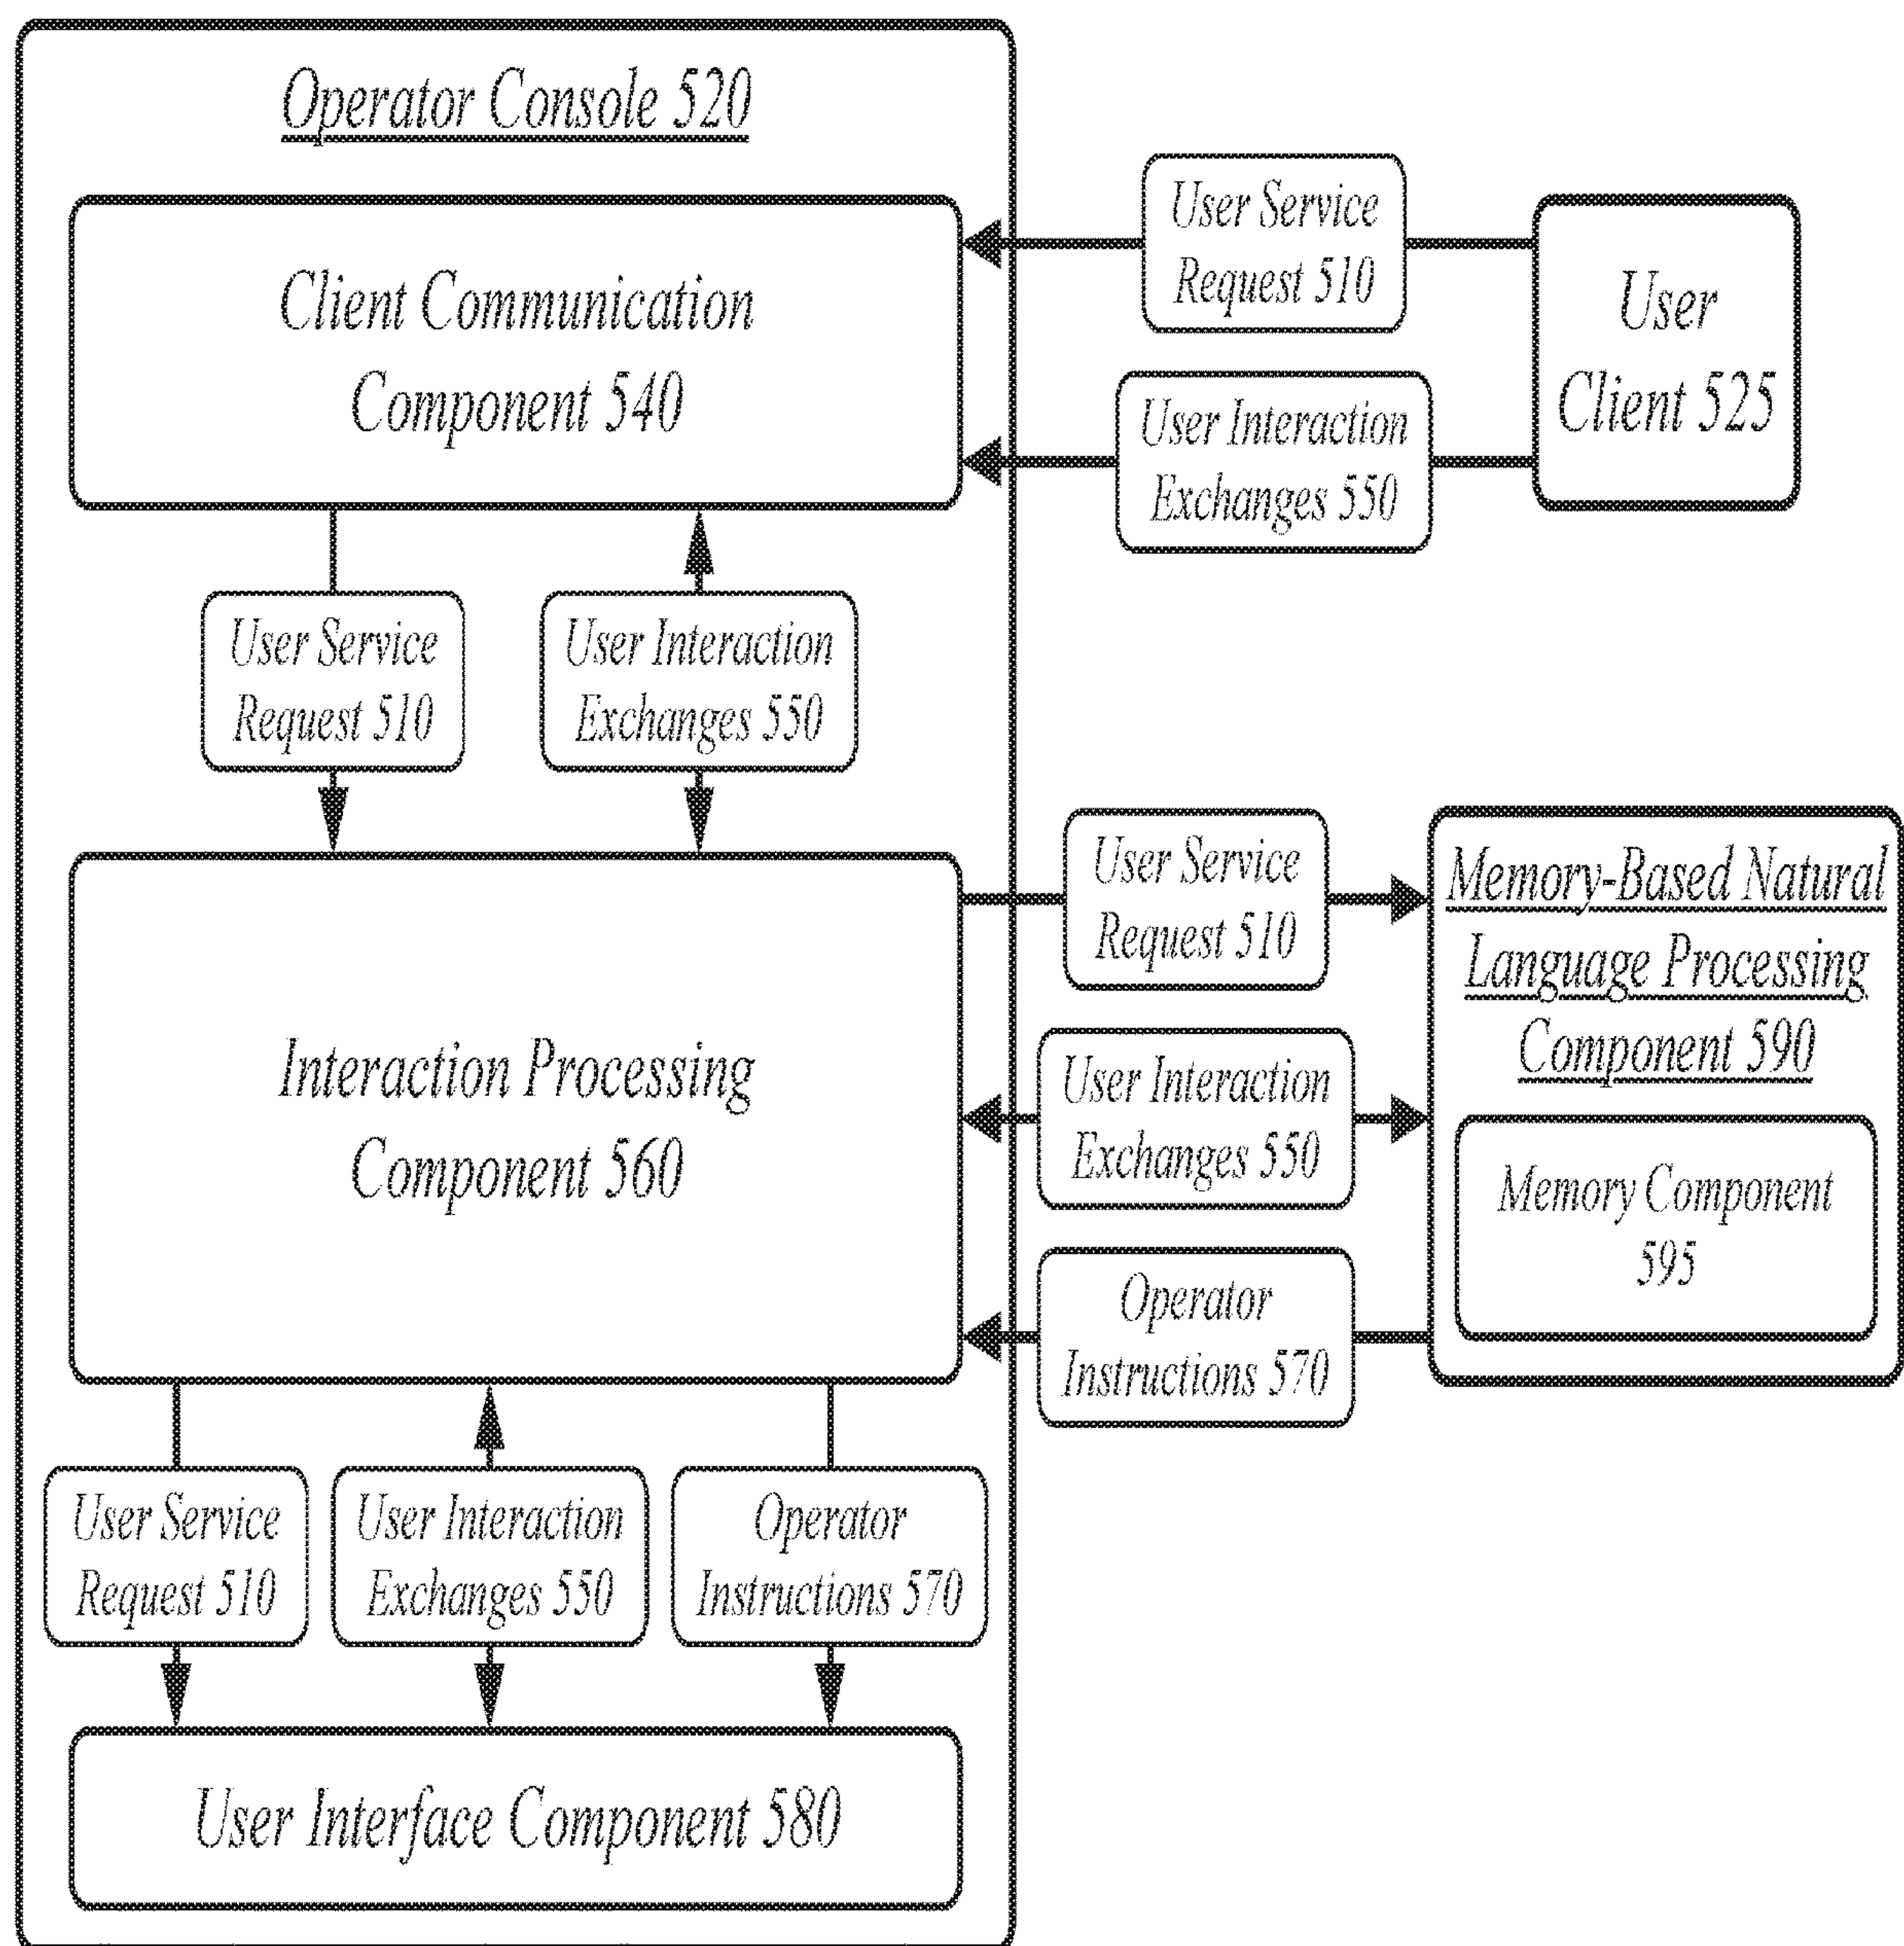 Operator Console 520
Client Communication
Component 540
User Service
Request 510
User Interaction
Exchanges 550
User
Client 525
User Service
Request 510
User Interaction
Exchanges 550
Interaction Processing
Component 560
User Service
Request 510
User Interaction
Exchanges 550
Operator
Instructions 570
Memory-Based Natural
Language Processing
Component 590
Memory Component
595
User Service
Request 510
User Interaction
Exchanges 550
Operator
Instructions 570
User Interface Component 580